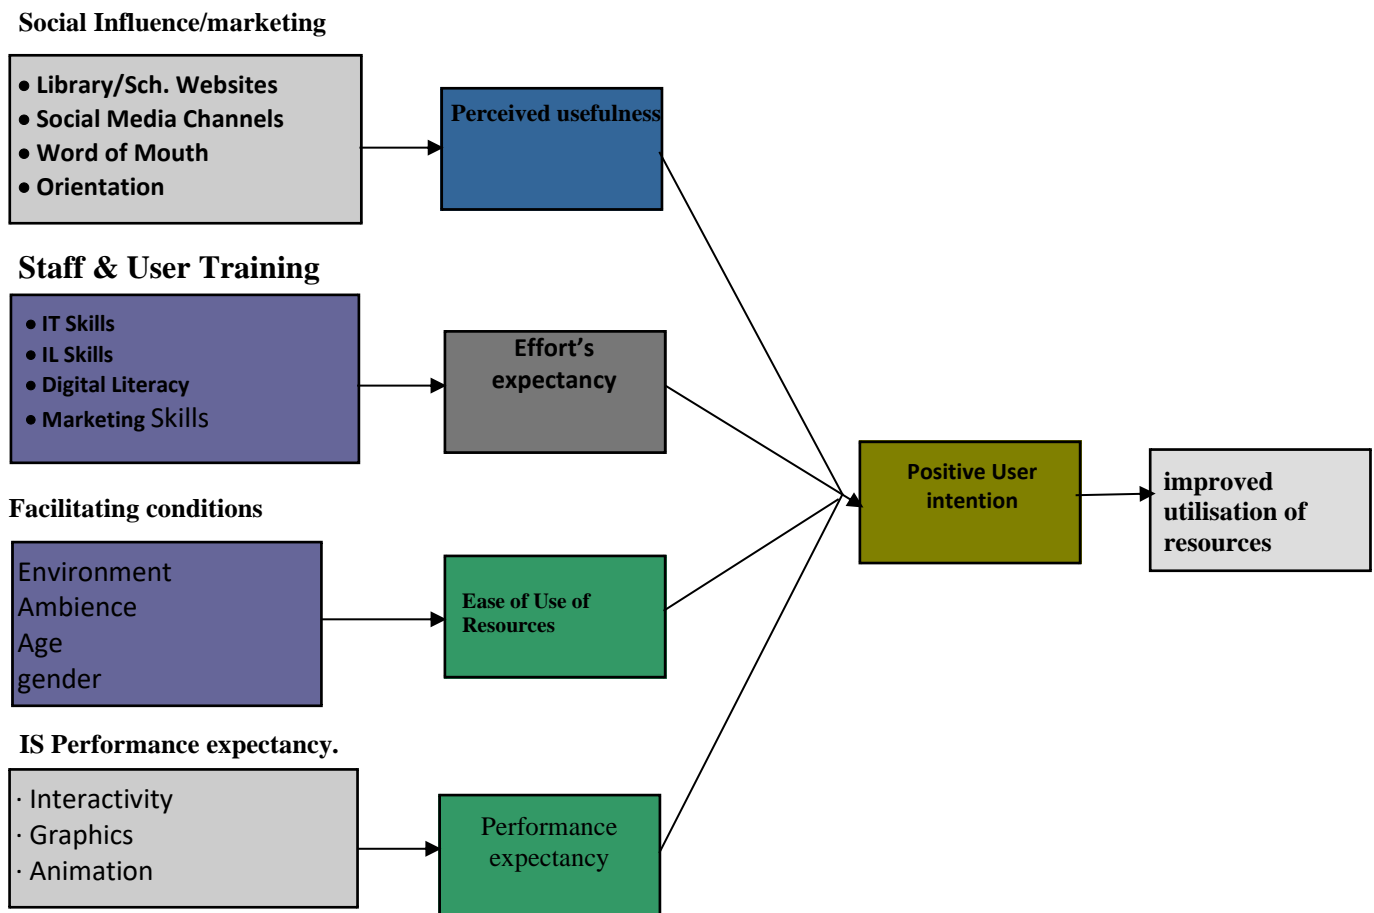 Social Influence/marketing
• Library/Sch. Websites
• Social Media Channels
• Word of Mouth
• Orientation
Perceived usefulness
Staff & User Training
• IT Skills
• IL Skills
• Digital Literacy
• Marketing Skills
Effort's
expectancy
Positive User
intention
improved
utilisation of
resources
Facilitating conditions
Environment
Ambience
Age
gender
Ease of Use of
Resources
IS Performance expectancy.
· Interactivity
· Graphics
· Animation
Performance
expectancy